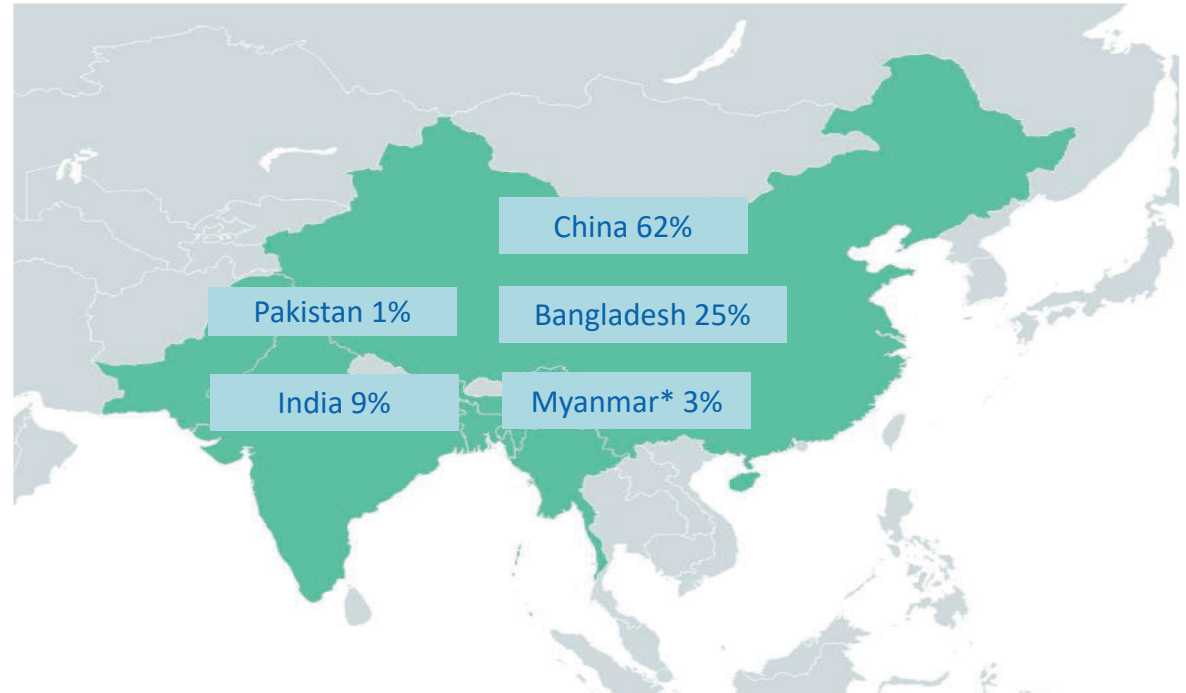 China 62%
Pakistan 1%
Bangladesh 25%
India 9%
Myanmar* 3%